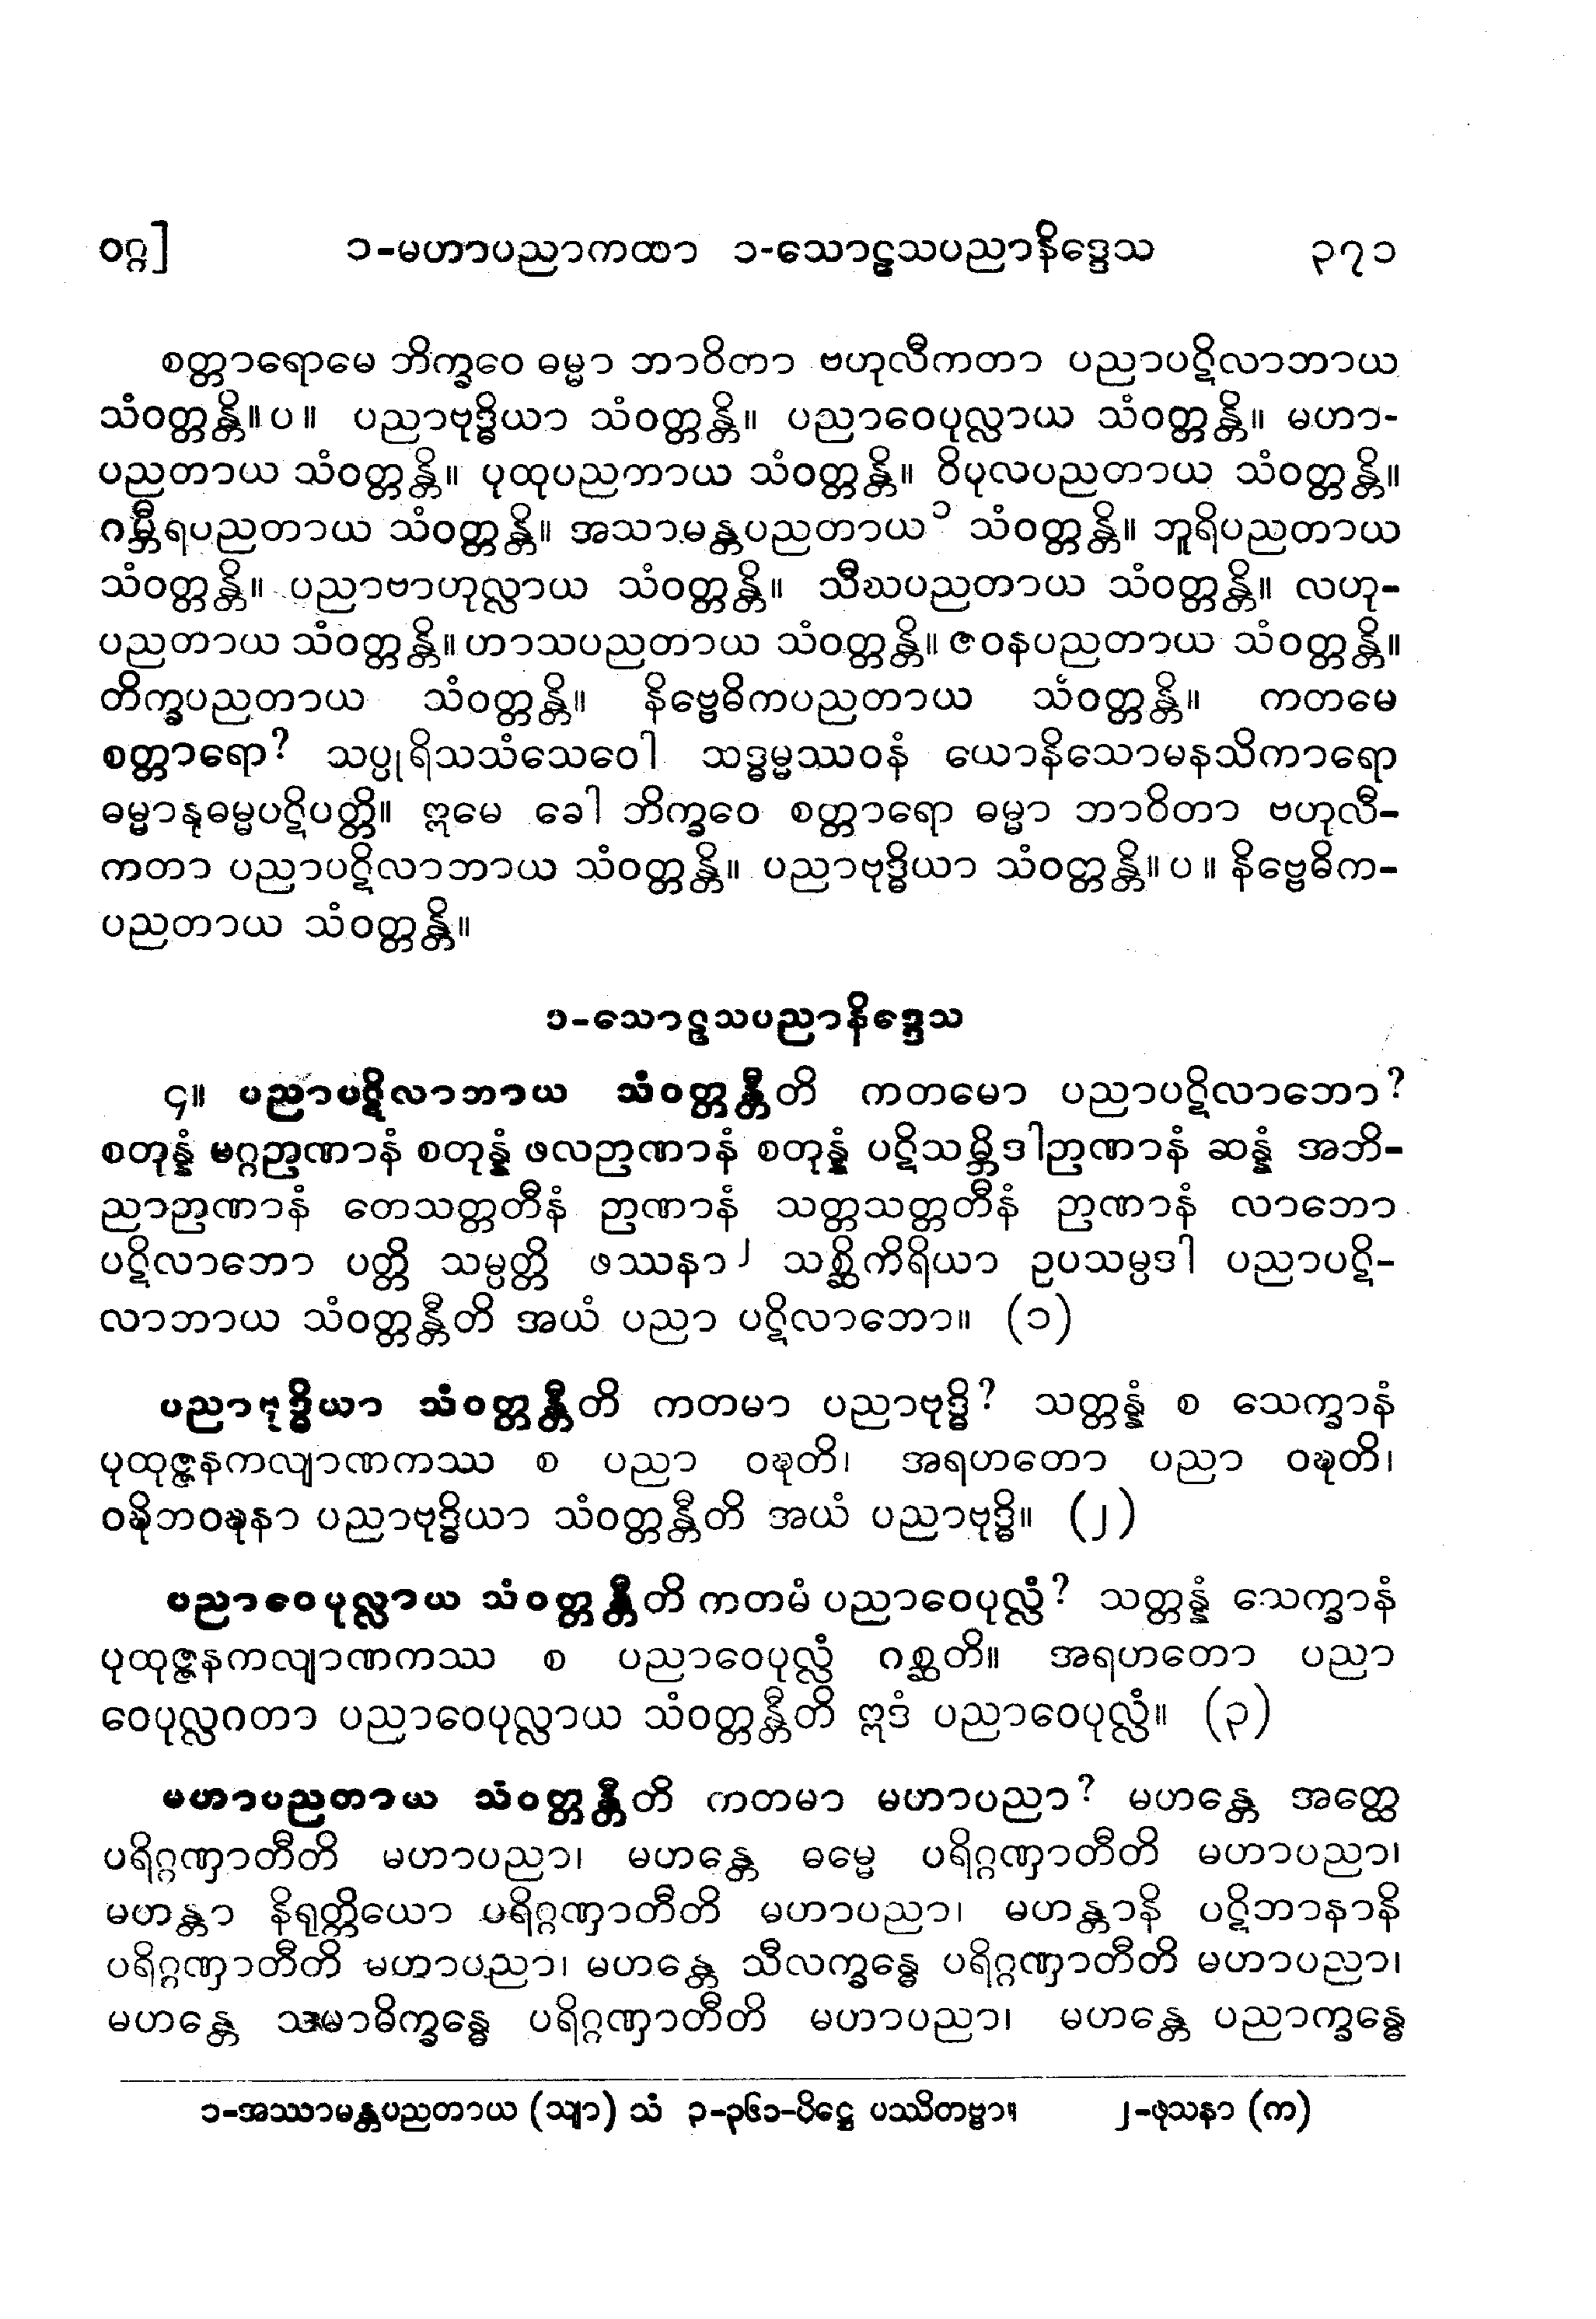 ဝဂ္ဂ] ၁-မဟာပညာကထာ ၁-သောဠသပညာနိဒ္ဒေသ ၃၇၁
စတ္တာရောမေ ဘိက္ခဝေ ဓမ္မာ ဘာဝိတာ ဗဟုလီကတာ ပညာပဋိလာဘာယ
သံဝတ္တန္တိ။ပ။ ပညာဗုဒ္ဓိယာ သံဝတ္တန္တိ။ ပညာဝေပုလ္လာယ သံဝတ္တန္တိ။ မဟာ-
ပညတာယ သံဝတ္တန္တိ။ ပုထုပညတာယ သံဝတ္တန္တိ။ ဝိပုလပညတာယ သံဝတ္တန္တိ။
ဂမ္ဘီရပညတာယ သံဝတ္တန္တိ။ အသာမန္တပညတာယ၁ သံဝတ္တန္တိ။ ဘူရိပညတာယ
သံဝတ္တန္တိ။ ပညာဗာဟုလ္လာယ သံဝတ္တန္တိ။ သီဃပညတာယ သံဝတ္တန္တိ။ လဟု-
ပညတာယ သံဝတ္တန္တိ။ ဟာသပညတာယ သံဝတ္တန္တိ။ ဇဝနပညတာယ သံဝတ္တန္တိ။
တိက္ခပညတာယ သံဝတ္တန္တိ။ နိဗ္ဗေဓိကပညတာယ သံဝတ္တန္တိ။ ကတမေ
စတ္တာရော? သပ္ပုရိသသံသေဝေါ သဒ္ဓမ္မဿဝနံ ယောနိသောမနသိကာရော
ဓမ္မာနုဓမ္မပဋိပတ္တိ။ ဣမေ ခေါ ဘိက္ခဝေ စတ္တာရော ဓမ္မာ ဘာဝိတာ ဗဟုလီ-
ကတာ ပညာပဋိလာဘာယ သံဝတ္တန္တိ။ ပညာဗုဒ္ဓိယာ သံဝတ္တန္တိ။ပ။ နိဗ္ဗေဓိက-
ပညတာယ သံဝတ္တန္တိ။
၁-သောဠသပညာနိဒ္ဒေသ
၄။ ပညာပဋိလာဘာယ သံဝတ္တန္တီတိ ကတမော ပညာပဋိလာဘော?
စတုန္နံ မဂ္ဂဉာဏာနံ စတုန္နံ ဖလဉာဏာနံ စတုန္နံ ပဋိသမ္ဘိဒါဉာဏာနံ ဆန္နံ အဘိ-
ညာဉာဏာနံ တေသတ္တတီနံ ဉာဏာနံ သတ္တသတ္တတီနံ ဉာဏာနံ လာဘော
ပဋိလာဘော ပတ္တိ သမ္ပတ္တိ ဖဿနာ၂ သစ္ဆိကိရိယာ ဥပသမ္ပဒါ ပညာပဋိ-
လာဘာယ သံဝတ္တန္တီတိ အယံ ပညာ ပဋိလာဘော။ (၁)
ပညာဗုဒ္ဓိယာ သံဝတ္တန္တီတိ ကတမာ ပညာဗုဒ္ဓိ? သတ္တန္နံ စ သေက္ခာနံ
ပုထုဇ္ဇနကလျာဏကဿ စ ပညာ ဝဍ္ဎတိ၊ အရဟတော ပညာ ဝဍ္ဎတိ၊
ဝဍ္ဎိဘဝဍ္ဎနာ ပညာဗုဒ္ဓိယာ သံဝတ္တန္တီတိ အယံ ပညာဗုဒ္ဓိ။ (၂)
ပညာဝေပုလ္လာယ သံဝတ္တန္တီတိ ကတမံ ပညာဝေပုလ္လံ? သတ္တန္နံ သေက္ခာနံ
ပုထုဇ္ဇနကလျာဏကဿ စ ပညာဝေပုလ္လံ ဂစ္ဆတိ။ အရဟတော ပညာ
ဝေပုလ္လဂတာ ပညာဝေပုလ္လာယ သံဝတ္တန္တီတိ ဣဒံ ပညာဝေပုလ္လံ။ (၃)
မဟာပညတာယ သံဝတ္တန္တီတိ ကတမာ မဟာပညာ? မဟန္တေ အတ္ထေ
ပရိဂ္ဂဏှာတီတိ မဟာပညာ၊ မဟန္တေ ဓမ္မေ ပရိဂ္ဂဏှာတီတိ မဟာပညာ၊
မဟန္တာ နိရုတ္တိယော ပရိဂ္ဂဏှာတီတိ မဟာပညာ၊ မဟန္တာနိ ပဋိဘာနာနိ
ပရိဂ္ဂဏှာတီတိ မဟာပညာ၊ မဟန္တေ သီလက္ခန္ဓေ ပရိဂ္ဂဏှာတီတိ မဟာပညာ၊
မဟန္တေ သမာဓိက္ခန္ဓေ ပရိဂ္ဂဏှာတီတိ မဟာပညာ၊ မဟန္တေ ပညာက္ခန္ဓေ
၁-အဿာမန္တပညတာယ (သျာ) သံ ၃-၃၆၁-ပိဋ္ဌေ ပဿိတဗ္ဗာ။ ၂-ဖုသနာ (က)